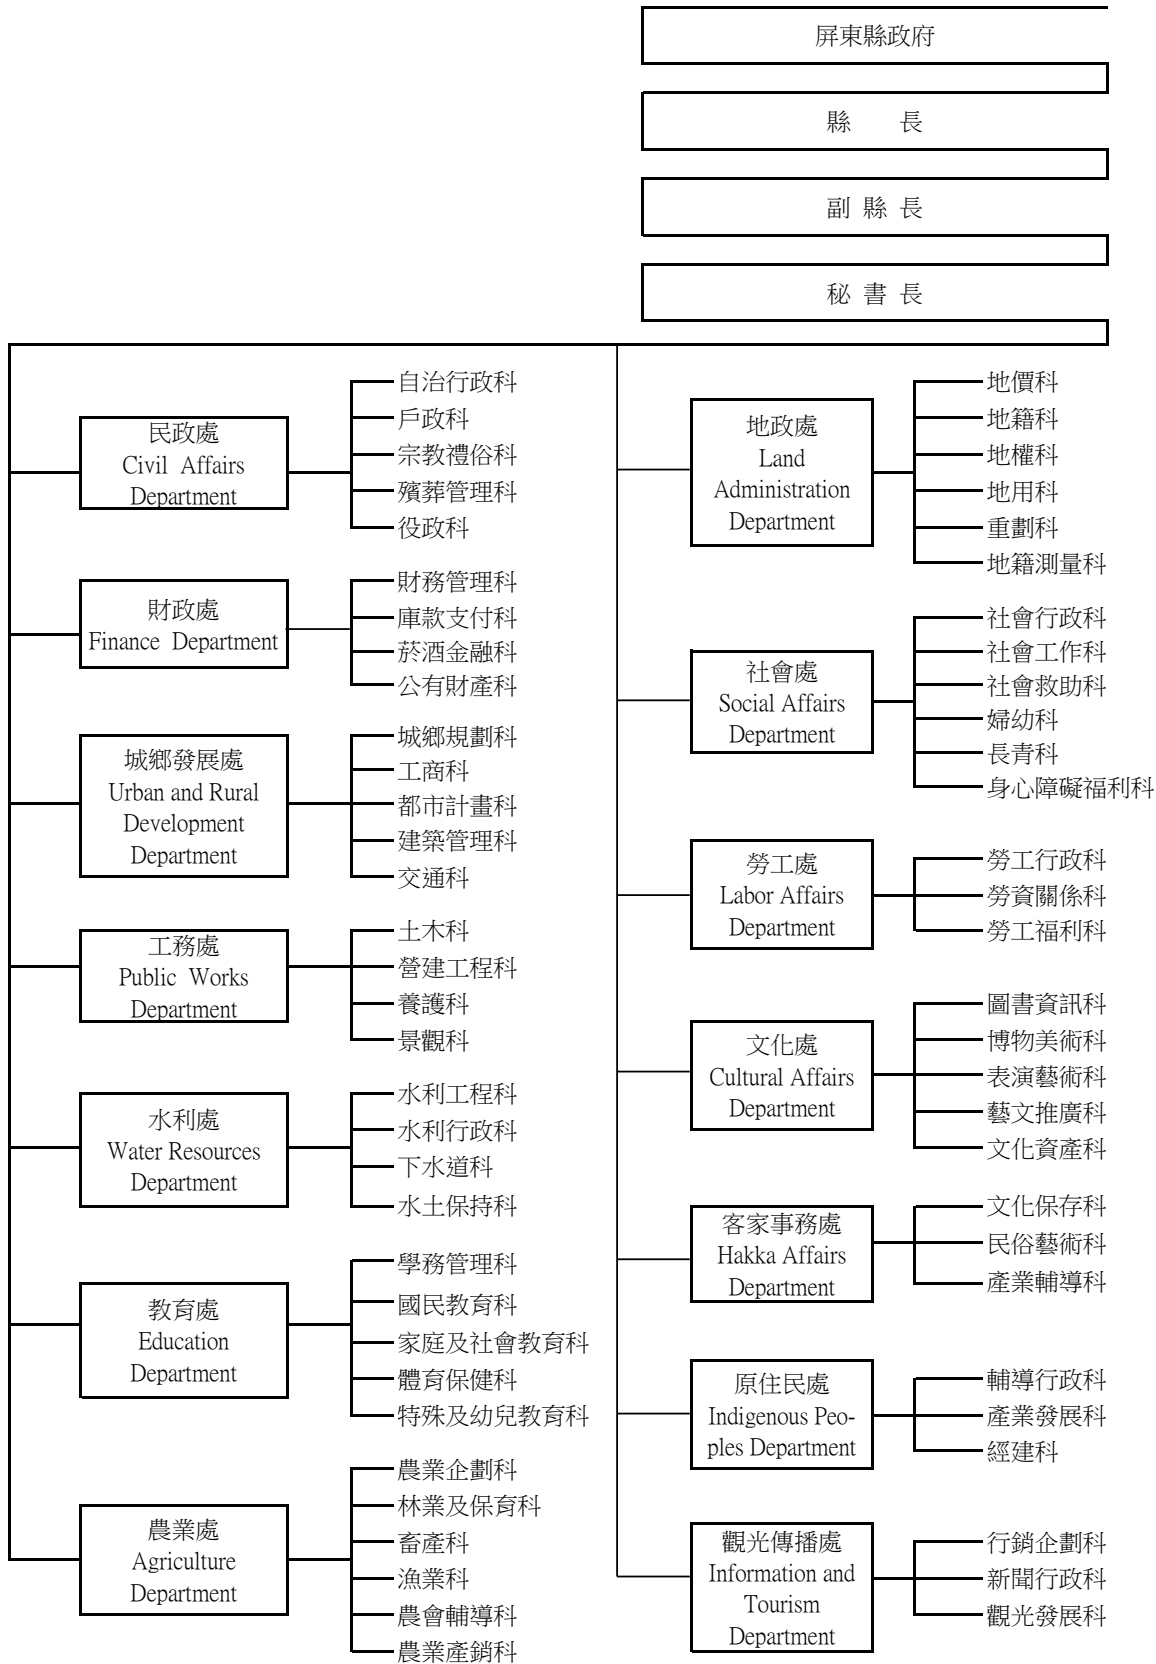 屏東縣政府
縣 長
副 縣 長
秘 書 長
民政處
Civil Affairs
Department
自治行政科
戶政科
宗教禮俗科
殯葬管理科
役政科
財政處
Finance Department
財務管理科
庫款支付科
菸酒金融科
公有財產科
城鄉發展處
Urban and Rural
Development
Department
城鄉規劃科
工商科
都市計畫科
建築管理科
交通科
工務處
Public Works
Department
土木科
營建工程科
養護科
景觀科
水利處
Water Resources
Department
水利工程科
水利行政科
下水道科
水土保持科
教育處
Education
Department
學務管理科
國民教育科
家庭及社會教育科
體育保健科
特殊及幼兒教育科
農業處
Agriculture
Department
農業企劃科
林業及保育科
畜產科
漁業科
農會輔導科
農業產銷科
地政處
Land
Administration
Department
地價科
地籍科
地權科
地用科
重劃科
地籍測量科
社會處
Social Affairs
Department
社會行政科
社會工作科
社會救助科
婦幼科
長青科
身心障礙福利科
勞工處
Labor Affairs
Department
勞工行政科
勞資關係科
勞工福利科
文化處
Cultural Affairs
Department
圖書資訊科
博物美術科
表演藝術科
藝文推廣科
文化資產科
客家事務處
Hakka Affairs
Department
文化保存科
民俗藝術科
產業輔導科
原住民處
Indigenous Peo-
ples Department
輔導行政科
產業發展科
經建科
觀光傳播處
Information and
Tourism
Department
行銷企劃科
新聞行政科
觀光發展科